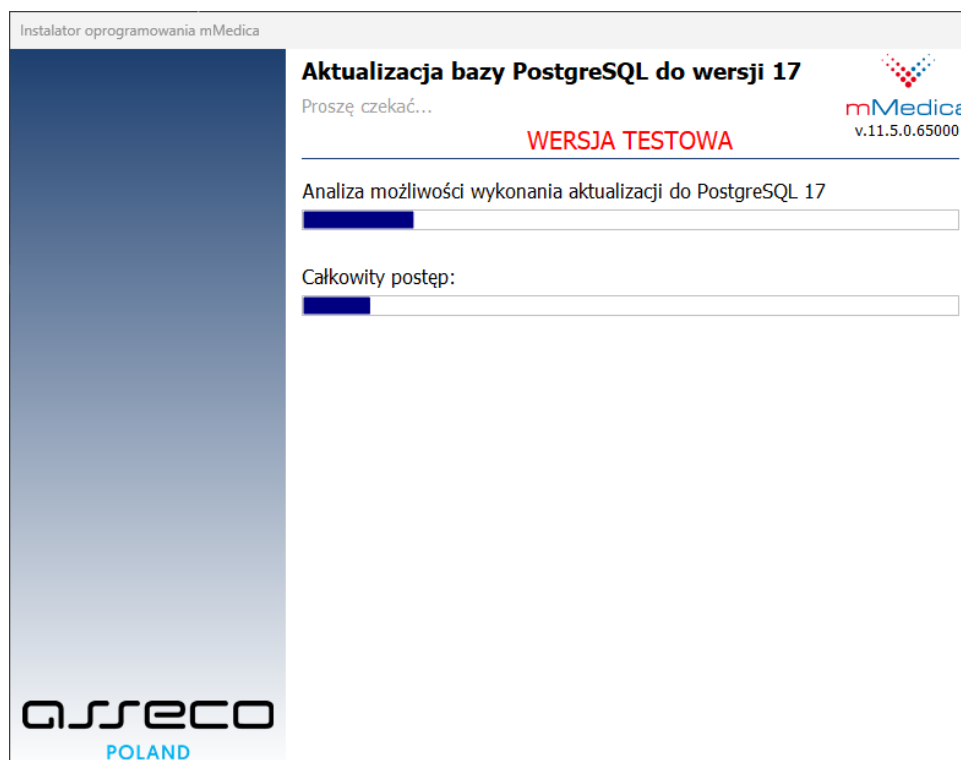 Instalator oprogramowania mMedica
Aktualizacja bazy PostgreSQL do wersji 17
Proszę czekać...
mMedica
v.11.5.0.65000
WERSJA TESTOWA
Analiza możliwości wykonania aktualizacji do PostgreSQL 17
Całkowity postęp:
asseco
POLAND